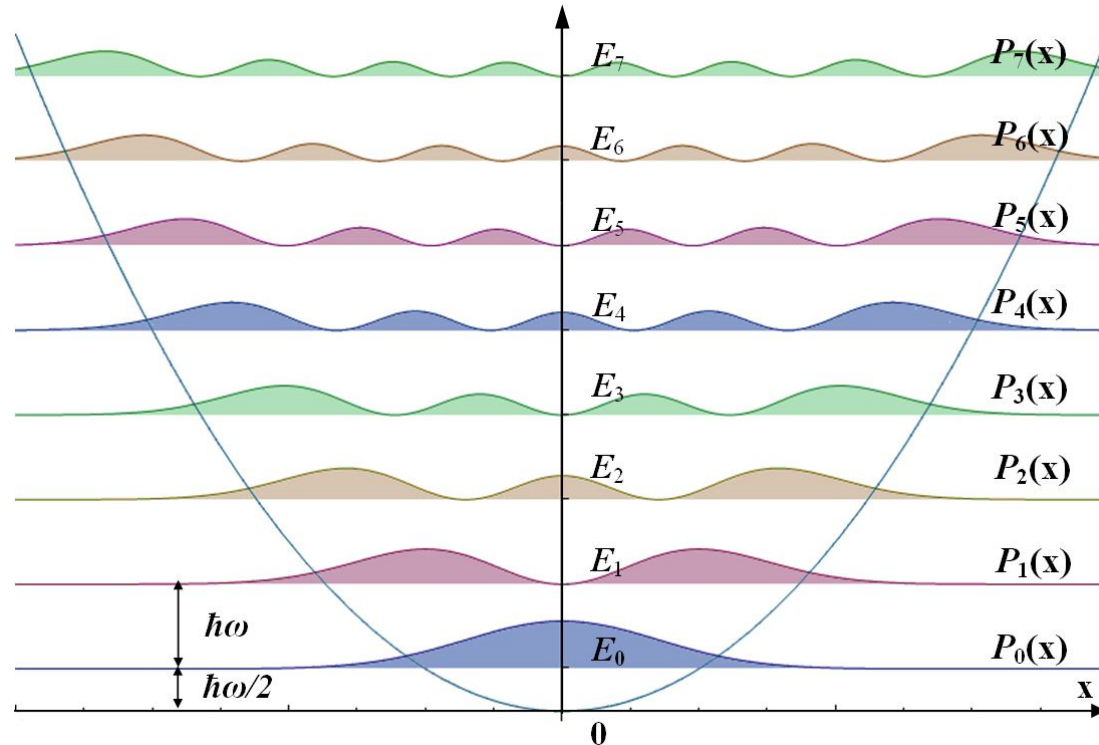 E₇ P₇(x)
E₆ P₆(x)
E₅ P₅(x)
E₄ P₄(x)
E₃ P₃(x)
E₂ P₂(x)
E₁ P₁(x)
ħω
E₀ P₀(x)
ħω/2
x
0